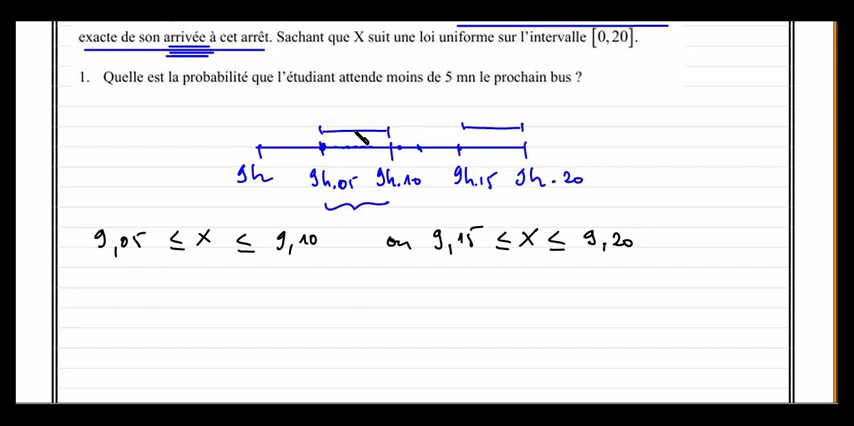 exacte de son arrivée à cet arrêt. Sachant que X suit une loi uniforme sur l'intervalle [0,20].
1. Quelle est la probabilité que l'étudiant attende moins de 5 mn le prochain bus ?
9h 9h.05 9h.10 9h.15 9h.20
9,05 ≤ X ≤ 9,10 ou 9,15 ≤ X ≤ 9,20